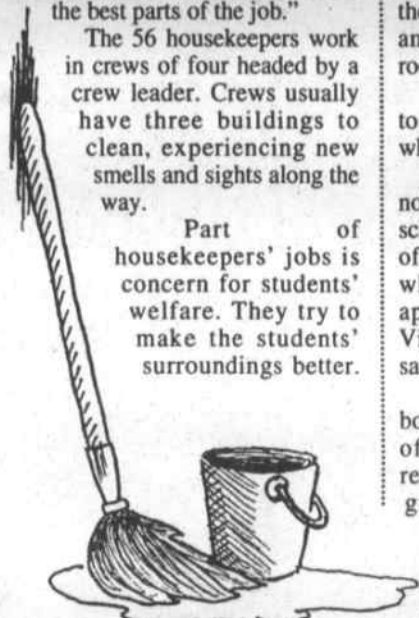 the best parts of the job.”
The 56 housekeepers work
in crews of four headed by a
crew leader. Crews usually
have three buildings to
clean, experiencing new
smells and sights along the
way.
Part of
housekeepers' jobs is
concern for students'
welfare. They try to
make the students'
surroundings better.